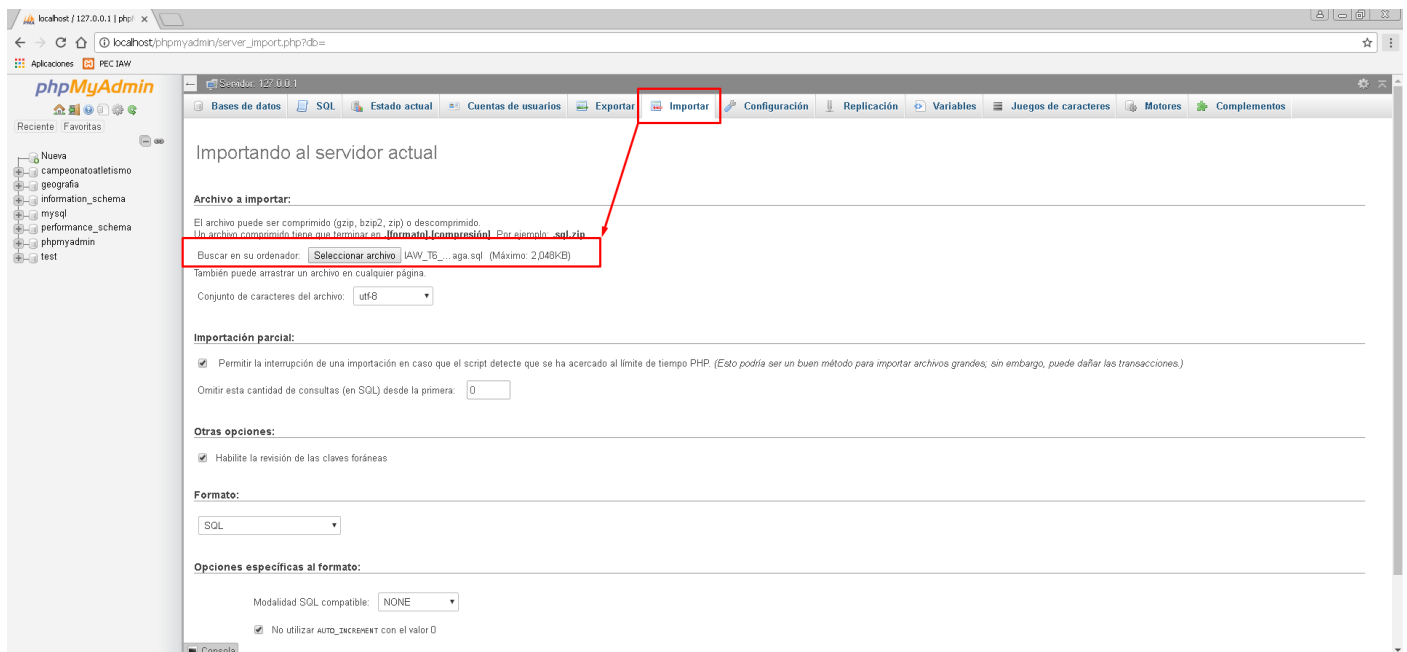 localhost / 127.0.0.1 | phpl
localhost/phpmyadmin/server_import.php?db=
Aplicaciones PEC IAW
phpMyAdmin
Reciente Favoritas
Nueva
campeonatoatletismo
geografia
information_schema
mysql
performance_schema
phpmyadmin
test
Servidor: 127.0.0.1
Bases de datos SQL Estado actual Cuentas de usuarios Exportar Importar Configuración Replicación Variables Juegos de caracteres Motores Complementos
Importando al servidor actual
Archivo a importar:
El archivo puede ser comprimido (gzip, bzip2, zip) o descomprimido.
Un archivo comprimido tiene que terminar en .[formato].[compresión]. Por ejemplo: .sql.zip
Buscar en su ordenador: Seleccionar archivo IAW_T6_...aga.sql (Máximo: 2,048KB)
También puede arrastrar un archivo en cualquier página.
Conjunto de caracteres del archivo: utf-8
Importación parcial:
Permitir la interrupción de una importación en caso que el script detecte que se ha acercado al límite de tiempo PHP. (Esto podría ser un buen método para importar archivos grandes; sin embargo, puede dañar las transacciones.)
Omitir esta cantidad de consultas (en SQL) desde la primera: 0
Otras opciones:
Habilite la revisión de las claves foráneas
Formato:
SQL
Opciones específicas al formato:
Modalidad SQL compatible: NONE
No utilizar AUTO_INCREMENT con el valor 0
Consola